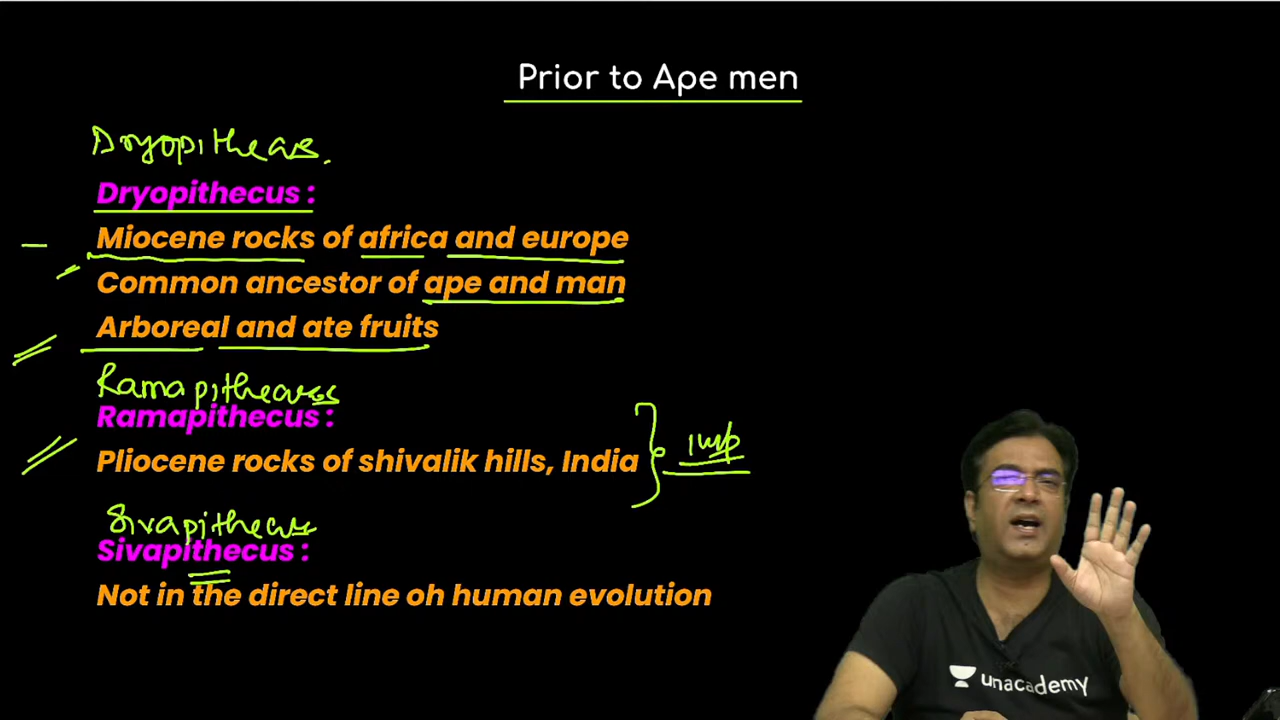 Prior to Ape men
Dryopithecus.
Dryopithecus :
Miocene rocks of africa and europe
Common ancestor of ape and man
Arboreal and ate fruits
Ramapithecus
Ramapithecus :
Pliocene rocks of shivalik hills, India
imp
Sivapithecus
Sivapithecus :
Not in the direct line oh human evolution
unacademy